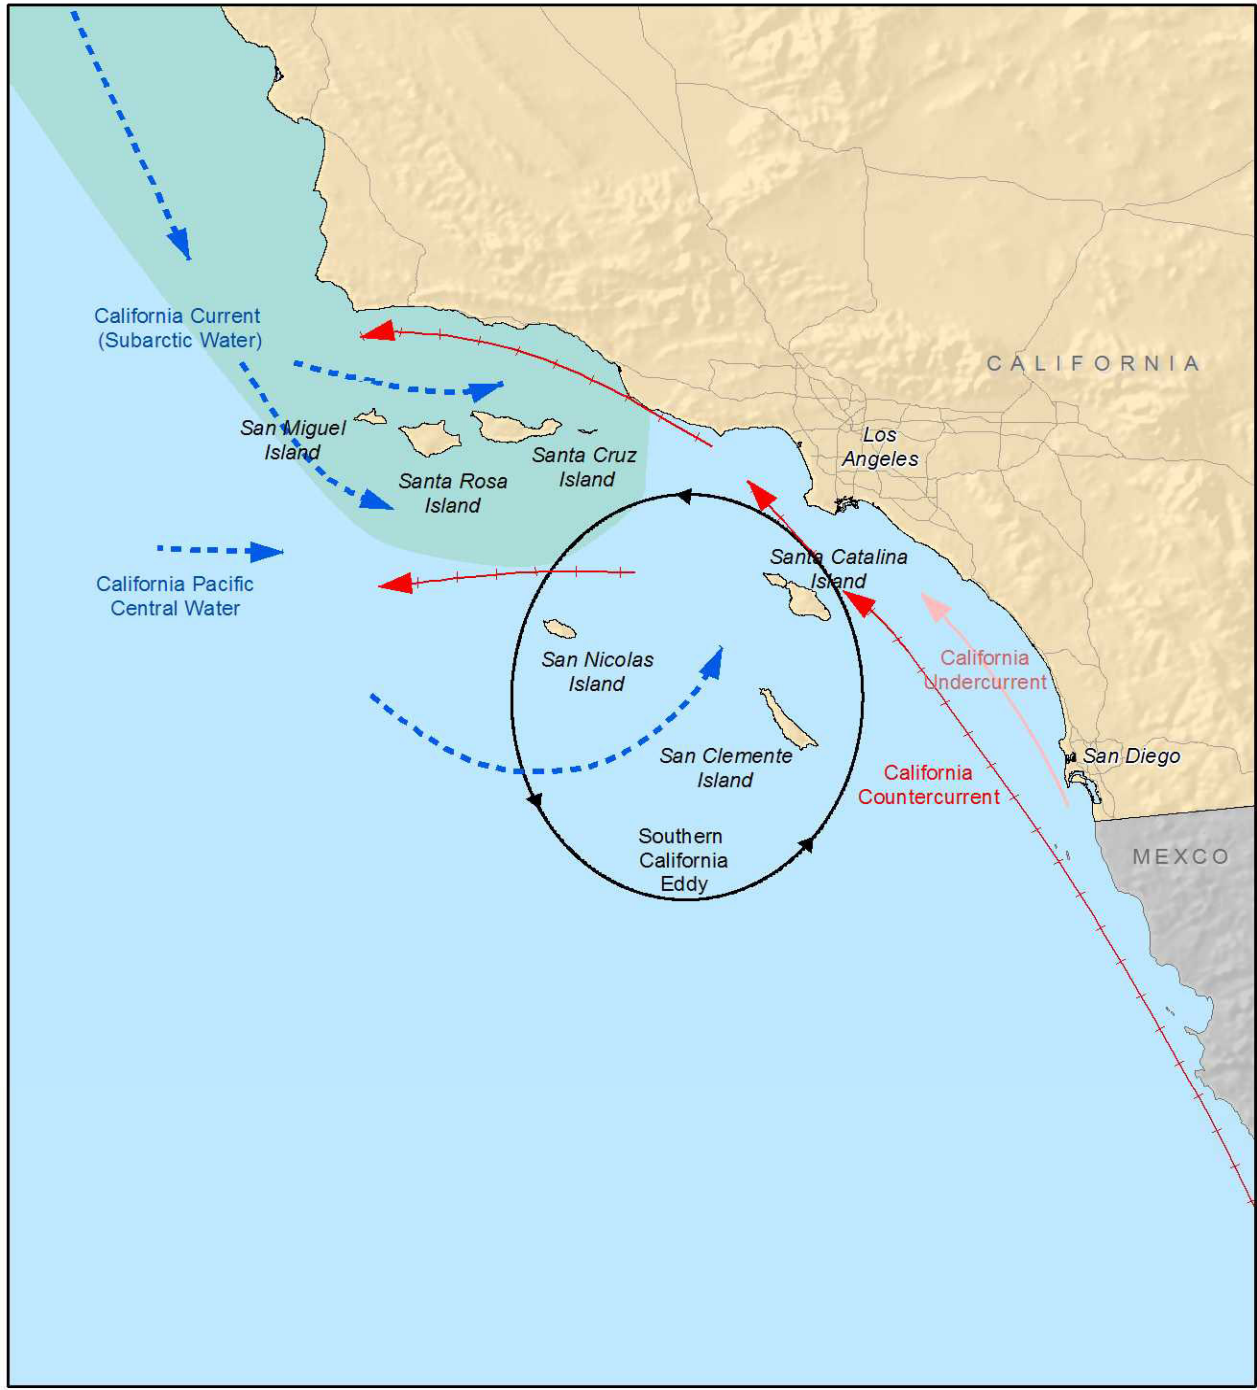 California Current
(Subarctic Water)
CALIFORNIA
San Miguel
Island
Santa Rosa
Island
Santa Cruz
Island
Los
Angeles
California Pacific
Central Water
Santa Catalina
Island
San Nicolas
Island
California
Undercurrent
San Clemente
Island
San Diego
California
Countercurrent
Southern
California
Eddy
MEXCO